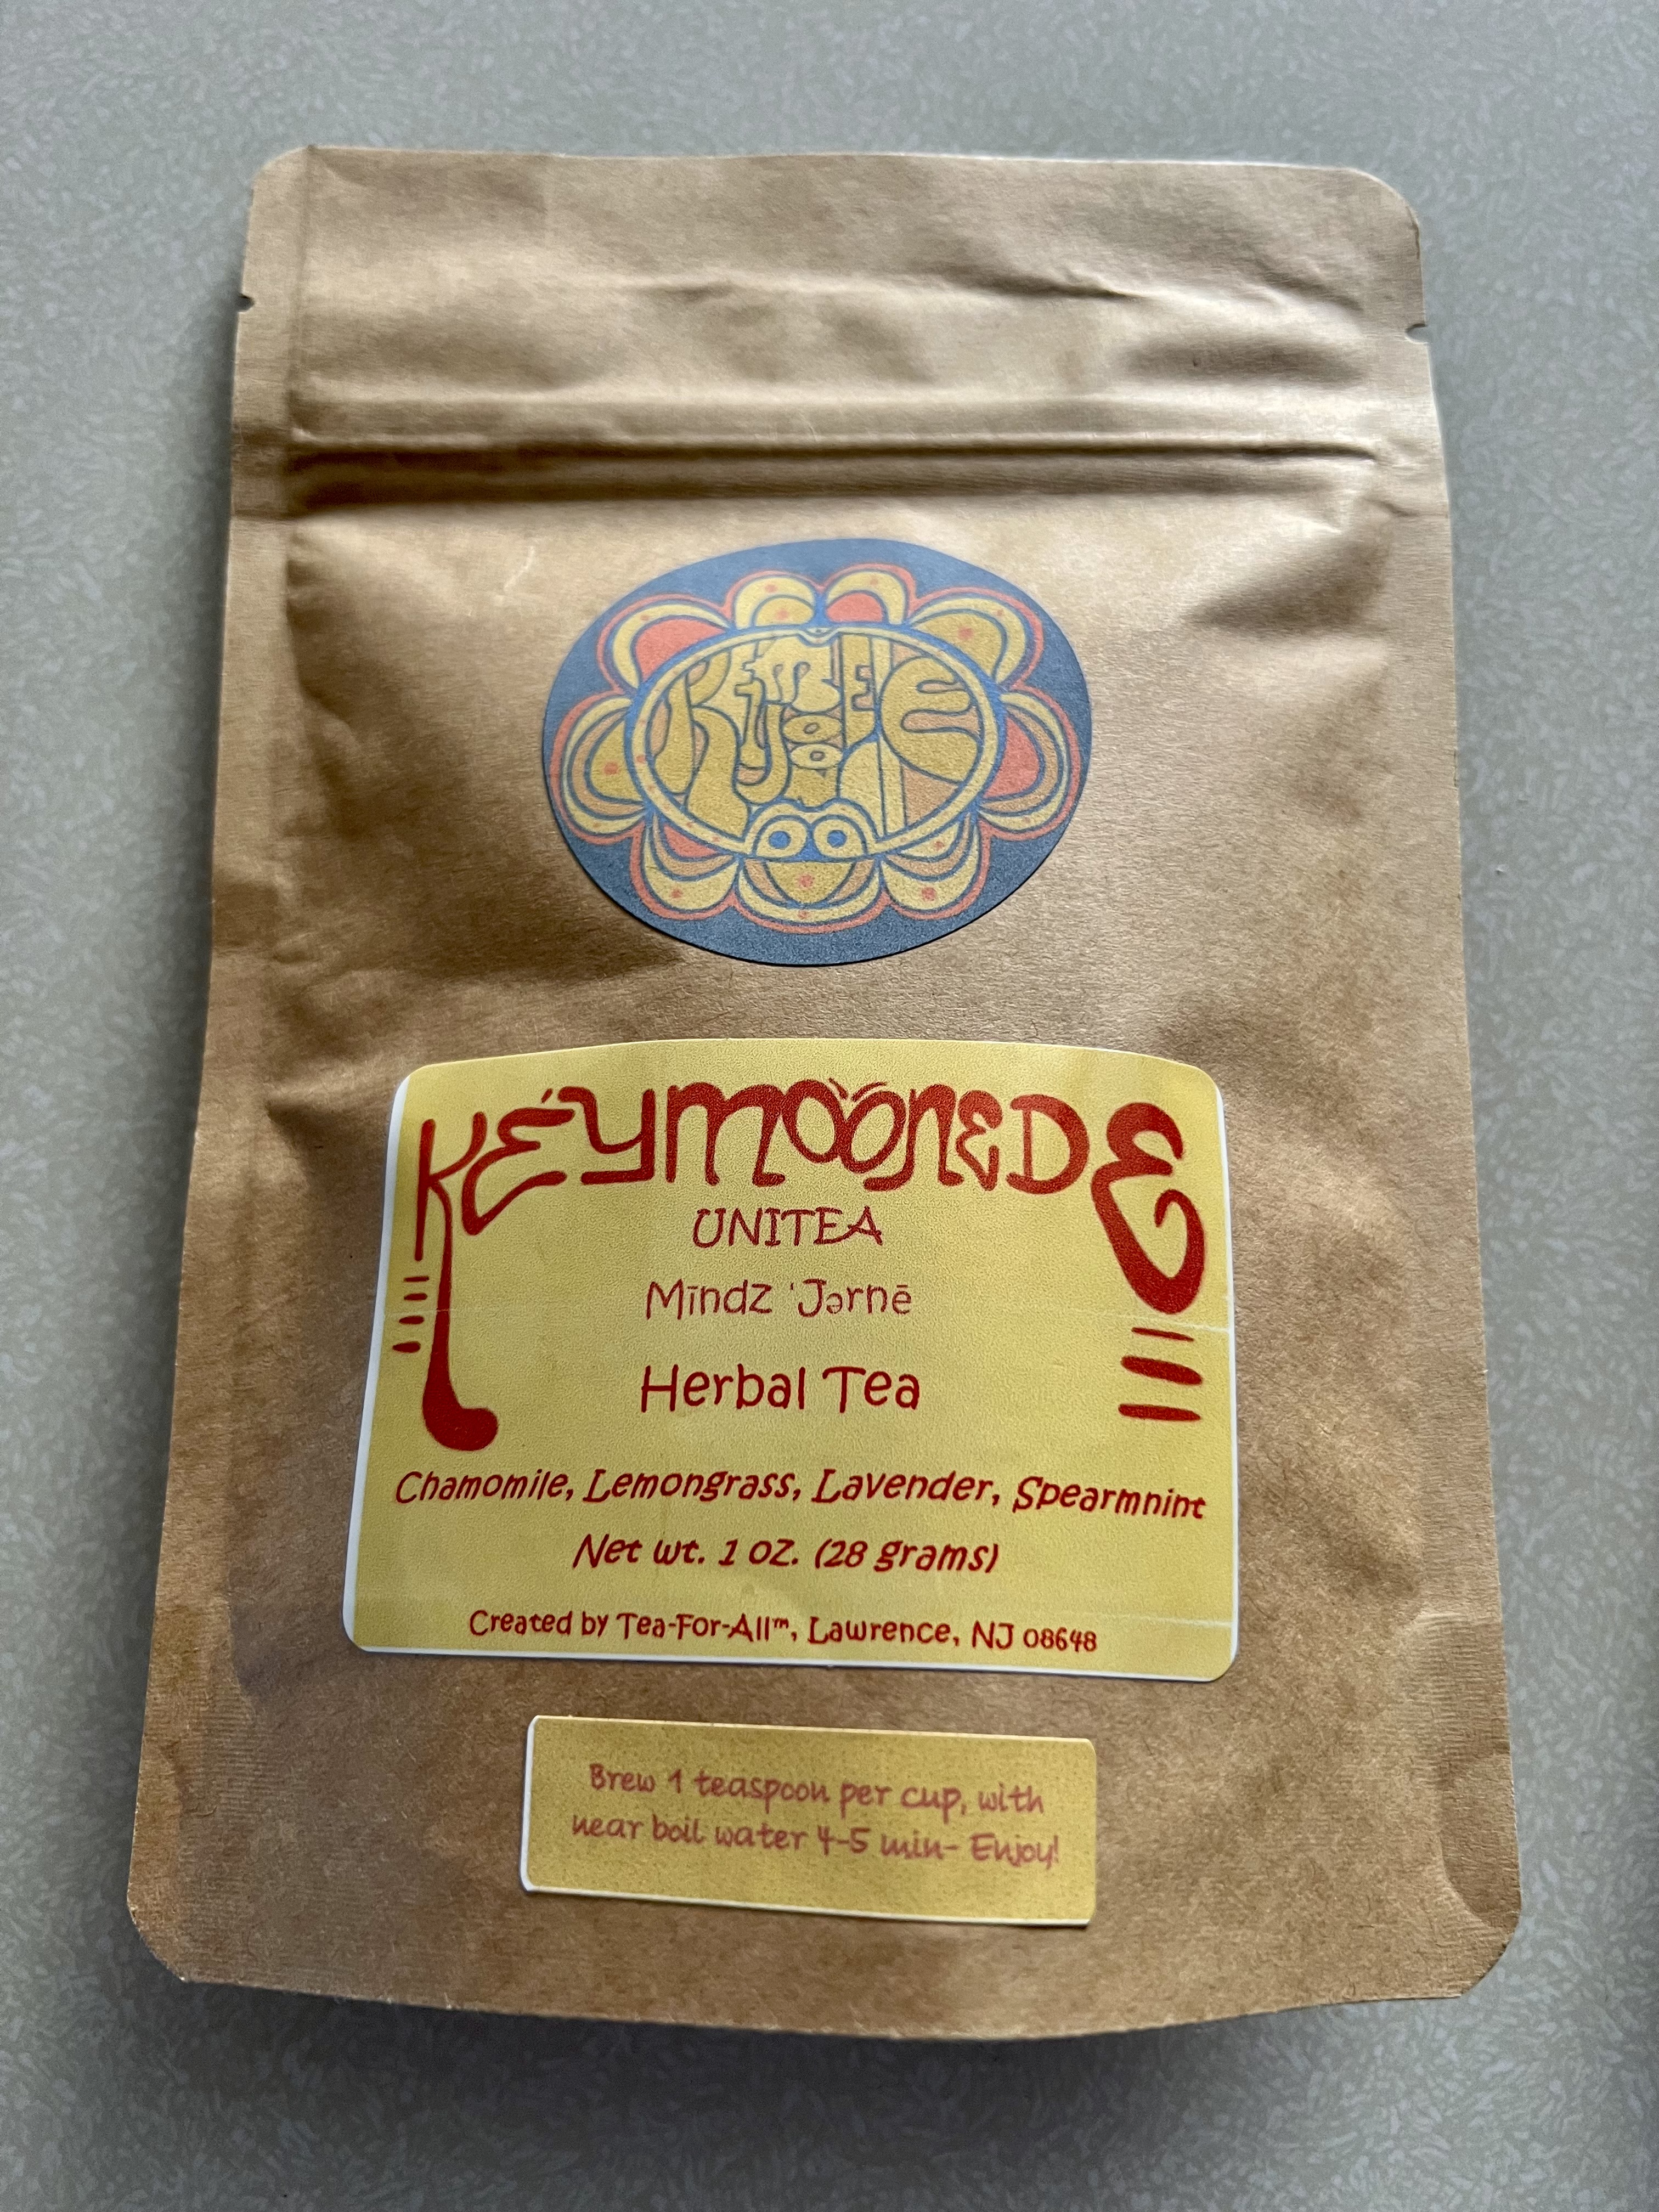 KEYMOONEDE
UNITEA
Mīndz 'Jərnē
Herbal Tea
Chamomile, Lemongrass, Lavender, Spearmnint
Net wt. 1 oz. (28 grams)
Created by Tea-For-All™, Lawrence, NJ 08648
Brew 1 teaspoon per cup, with
near boil water 4-5 min- Enjoy!